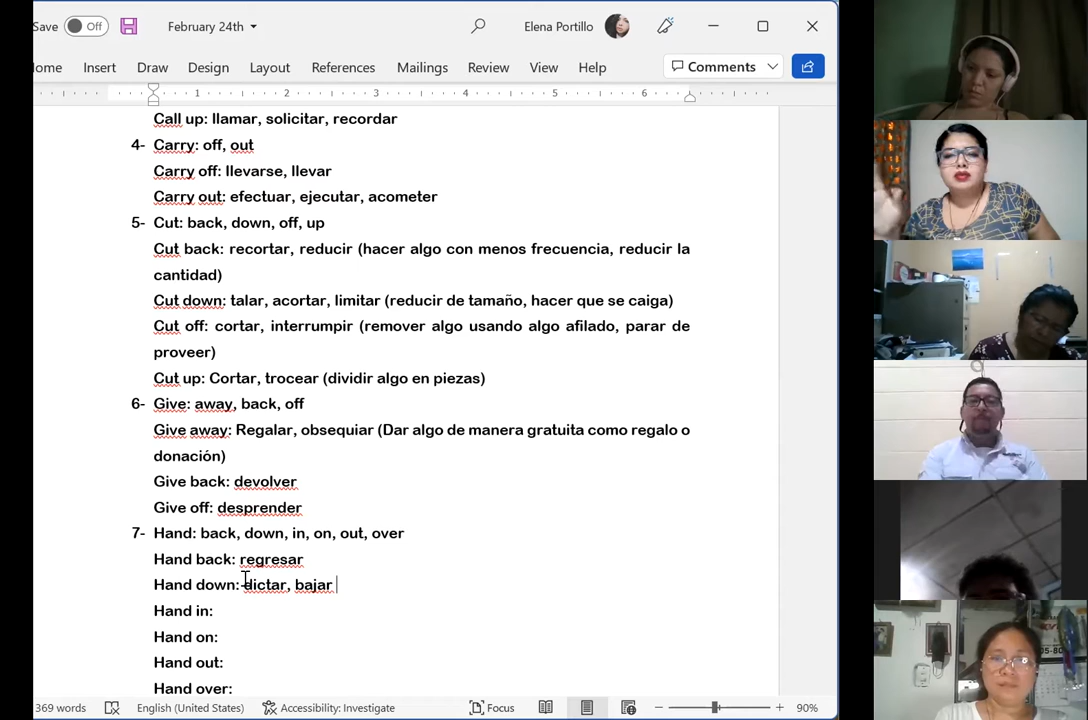 Save Off February 24th Elena Portillo
Insert Draw Design Layout References Mailings Review View Help Comments
1 2 3 4 5 6
Call up: llamar, solicitar, recordar
4- Carry: off, out
Carry off: llevarse, llevar
Carry out: efectuar, ejecutar, acometer
5- Cut: back, down, off, up
Cut back: recortar, reducir (hacer algo con menos frecuencia, reducir la
cantidad)
Cut down: talar, acortar, limitar (reducir de tamaño, hacer que se caiga)
Cut off: cortar, interrumpir (remover algo usando algo afilado, parar de
proveer)
Cut up: Cortar, trocear (dividir algo en piezas)
6- Give: away, back, off
Give away: Regalar, obsequiar (Dar algo de manera gratuita como regalo o
donación)
Give back: devolver
Give off: desprender
7- Hand: back, down, in, on, out, over
Hand back: regresar
Hand down: dictar, bajar
Hand in:
Hand on:
Hand out:
Hand over:
369 words English (United States) Accessibility: Investigate Focus 90%